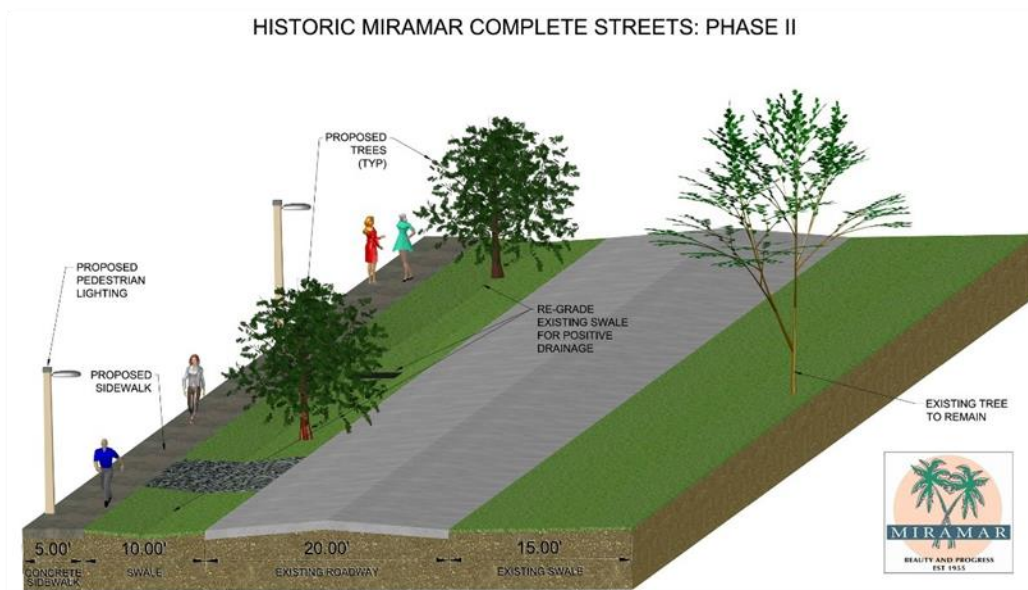 HISTORIC MIRAMAR COMPLETE STREETS: PHASE II
PROPOSED
TREES
(TYP)
PROPOSED
PEDESTRIAN
LIGHTING
RE-GRADE
EXISTING SWALE
FOR POSITIVE
DRAINAGE
PROPOSED
SIDEWALK
EXISTING TREE
TO REMAIN
5.00'
CONCRETE
SIDEWALK
10.00'
SWALE
20.00'
EXISTING ROADWAY
15.00'
EXISTING SWALE
MIRAMAR
BEAUTY AND PROGRESS
EST 1955